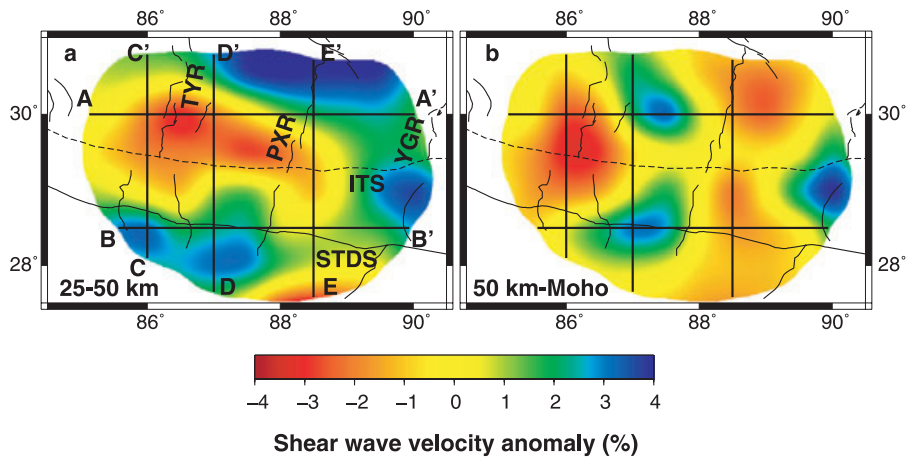 86° 88° 90° 86° 88° 90°
a C’ D’ E’ b
TYR
A A’
30°
PXR YGR
ITS
B B’
STDS
28° 28°
C D E
25-50 km 50 km-Moho
86° 88° 90° 86° 88° 90°
−4 −3 −2 −1 0 1 2 3 4
Shear wave velocity anomaly (%)
30°